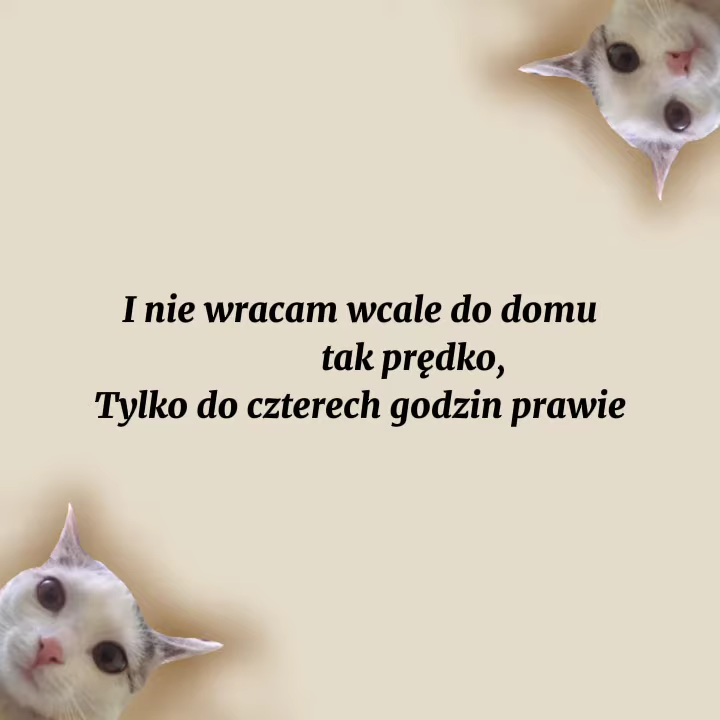 I nie wracam wcale do domu
tak prędko,
Tylko do czterech godzin prawie